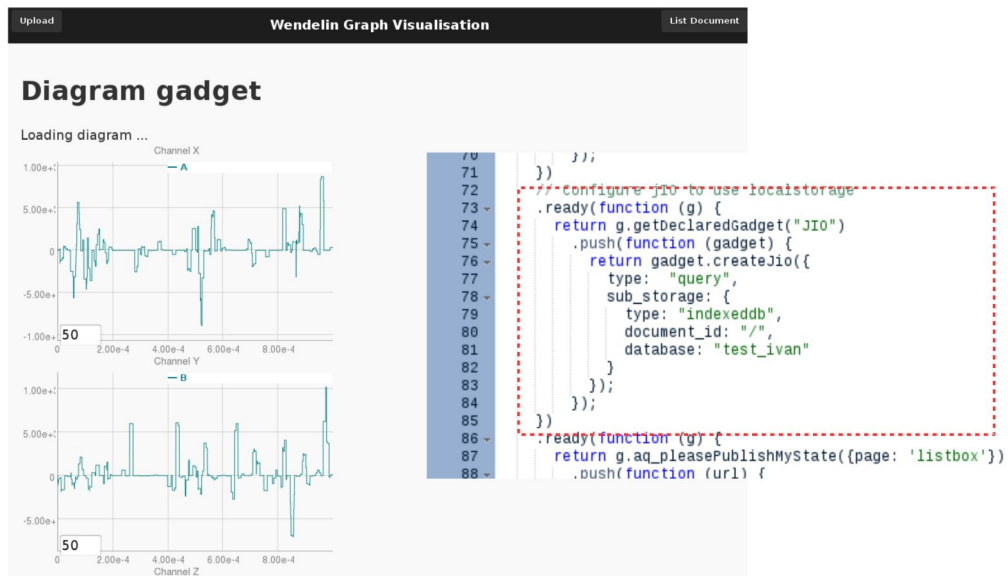 Upload
Wendelin Graph Visualisation
List Document
Diagram gadget
Loading diagram ...
Channel X
A
1.00e+
5.00e+
0
-5.00e+
-1.00e+
50
0 2.00e-4 4.00e-4 6.00e-4 8.00e-4
Channel Y
B
1.00e+
5.00e+
0
-5.00e+
50
0 2.00e-4 4.00e-4 6.00e-4 8.00e-4
Channel Z
70 });
71 })
72 // Configure jIO to use localstorage
73 .ready(function (g) {
74 return g.getDeclaredGadget("JIO")
75 .push(function (gadget) {
76 return gadget.createJio({
77 type: "query",
78 sub_storage: {
79 type: "indexeddb",
80 document_id: "/",
81 database: "test_ivan"
82 }
83 });
84 });
85 })
86 .ready(function (g) {
87 return g.aq_pleasePublishMyState({page: 'listbox'})
88 .push(function (url) {